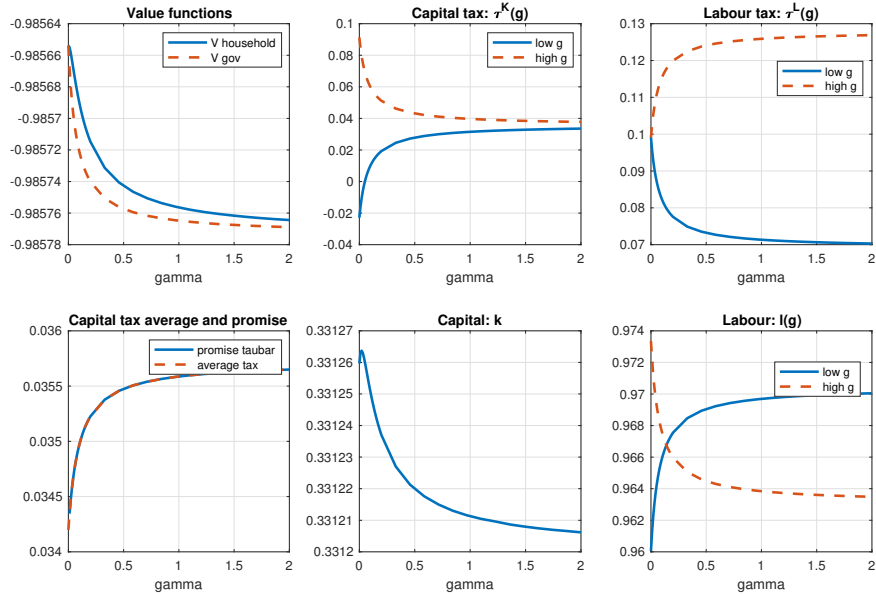 Value functions
-0.98564
-0.98566
-0.98568
-0.9857
-0.98572
-0.98574
-0.98576
-0.98578
V household
V gov
0 0.5 1 1.5 2
gamma
Capital tax: τ^K(g)
0.1
0.08
0.06
0.04
0.02
0
-0.02
-0.04
low g
high g
0 0.5 1 1.5 2
gamma
Labour tax: τ^L(g)
0.13
0.12
0.11
0.1
0.09
0.08
0.07
low g
high g
0 0.5 1 1.5 2
gamma
Capital tax average and promise
0.036
0.0355
0.035
0.0345
0.034
promise taubar
average tax
0 0.5 1 1.5 2
gamma
Capital: k
0.33127
0.33126
0.33125
0.33124
0.33123
0.33122
0.33121
0.3312
0 0.5 1 1.5 2
gamma
Labour: l(g)
0.974
0.972
0.97
0.968
0.966
0.964
0.962
0.96
low g
high g
0 0.5 1 1.5 2
gamma